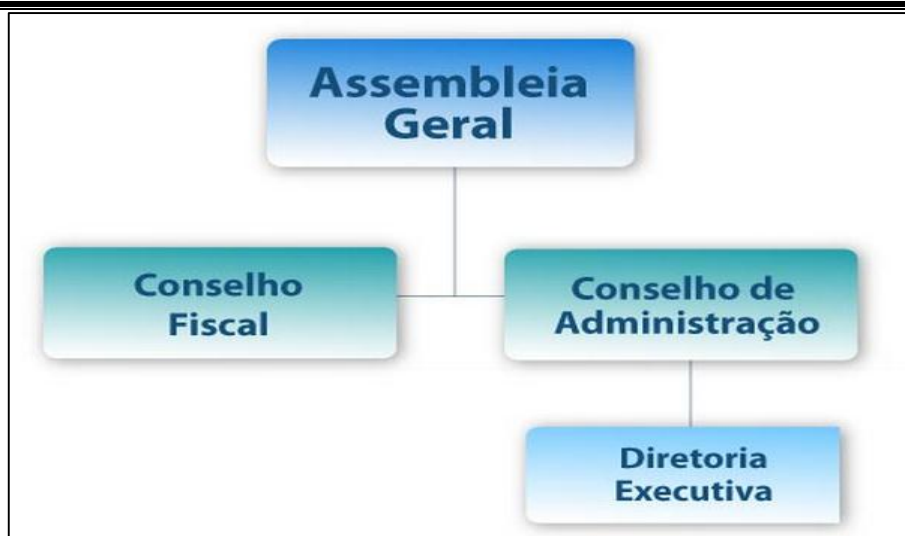 Assembleia
Geral
Conselho
Fiscal
Conselho de
Administração
Diretoria
Executiva